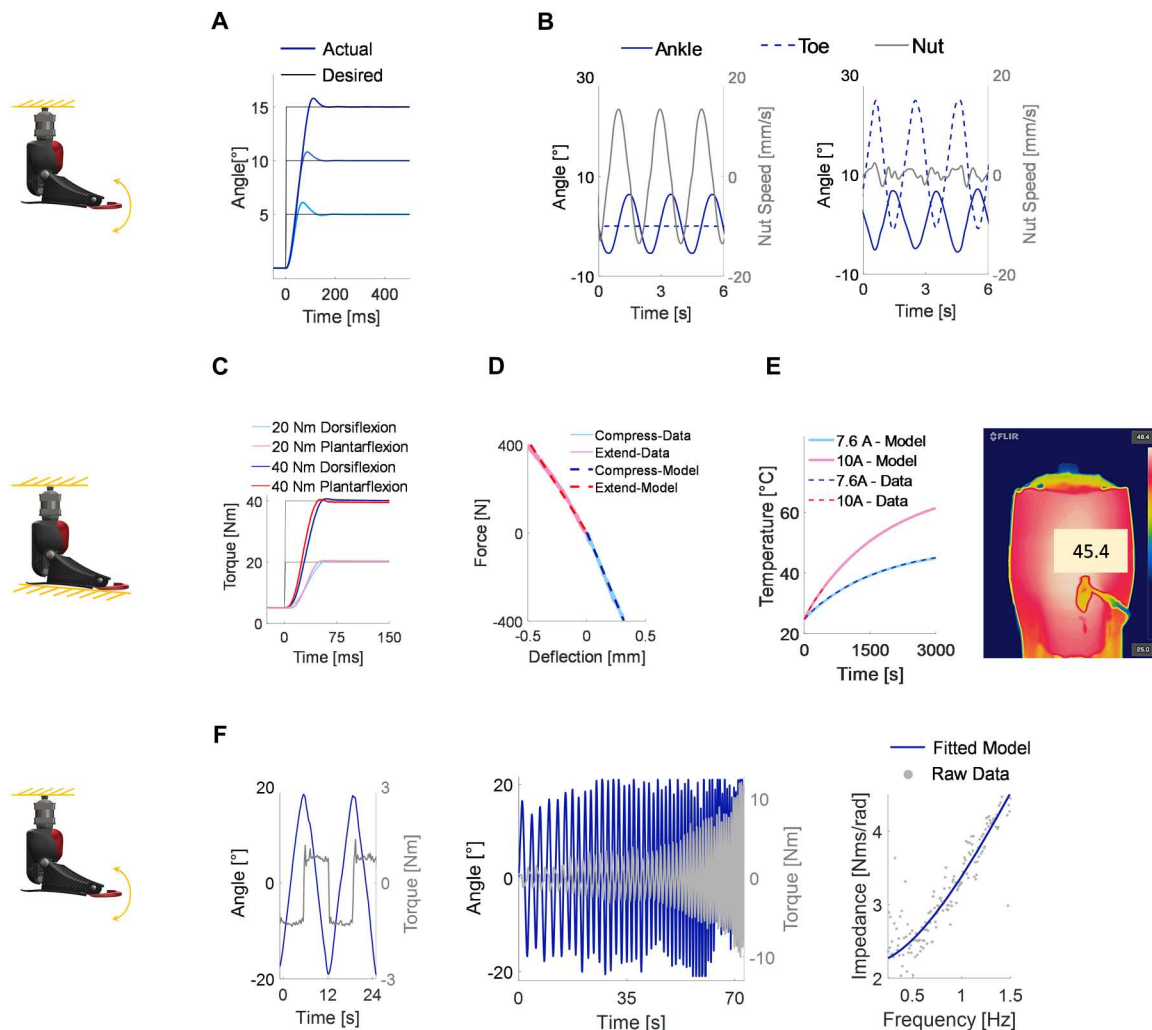 A
Actual
Desired
Angle[°]
15
10
5
0 200 400
Time [ms]
B
Ankle Toe Nut
30
10
-10
Angle [°]
20
0
-20
Nut Speed [mm/s]
0 3 6
Time [s]
30
10
-10
Angle [°]
20
0
-20
Nut Speed [mm/s]
0 3 6
Time [s]
C
20 Nm Dorsiflexion
20 Nm Plantarflexion
40 Nm Dorsiflexion
40 Nm Plantarflexion
Torque [Nm]
40
20
0
0 75 150
Time [ms]
D
Compress-Data
Extend-Data
Compress-Model
Extend-Model
Force [N]
400
0
-400
-0.5 0 0.5
Deflection [mm]
E
7.6 A - Model
10A - Model
7.6A - Data
10A - Data
Temperature [°C]
60
40
20
0 1500 3000
Time [s]
FLIR
48.4
45.4
25.0
F
Angle [°]
20
0
-20
3
0
-3
Torque [Nm]
0 12 24
Time [s]
Angle [°]
20
0
-20
10
0
-10
Torque [Nm]
0 35 70
Time [s]
Fitted Model
Raw Data
Impedance [Nms/rad]
4
3
2
0.5 1 1.5
Frequency [Hz]